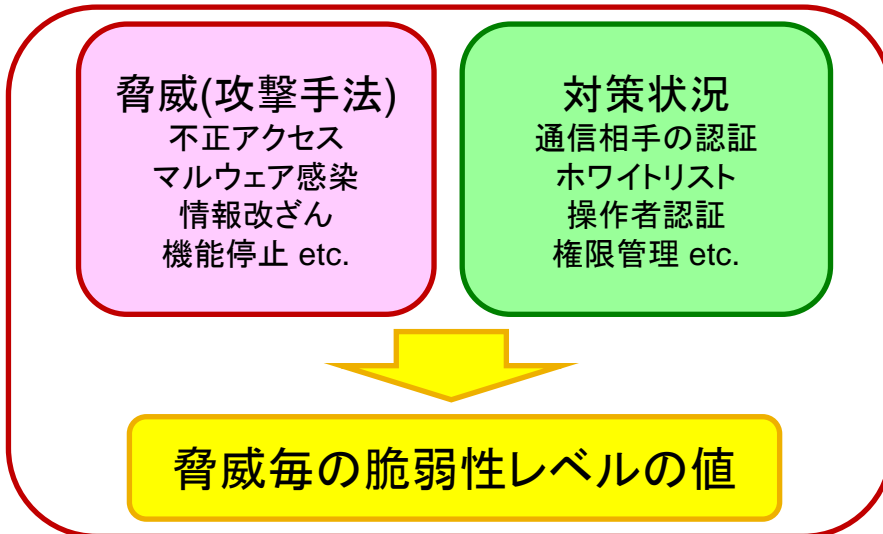 脅威(攻撃手法)
不正アクセス
マルウェア感染
情報改ざん
機能停止 etc.
対策状況
通信相手の認証
ホワイトリスト
操作者認証
権限管理 etc.
脅威毎の脆弱性レベルの値